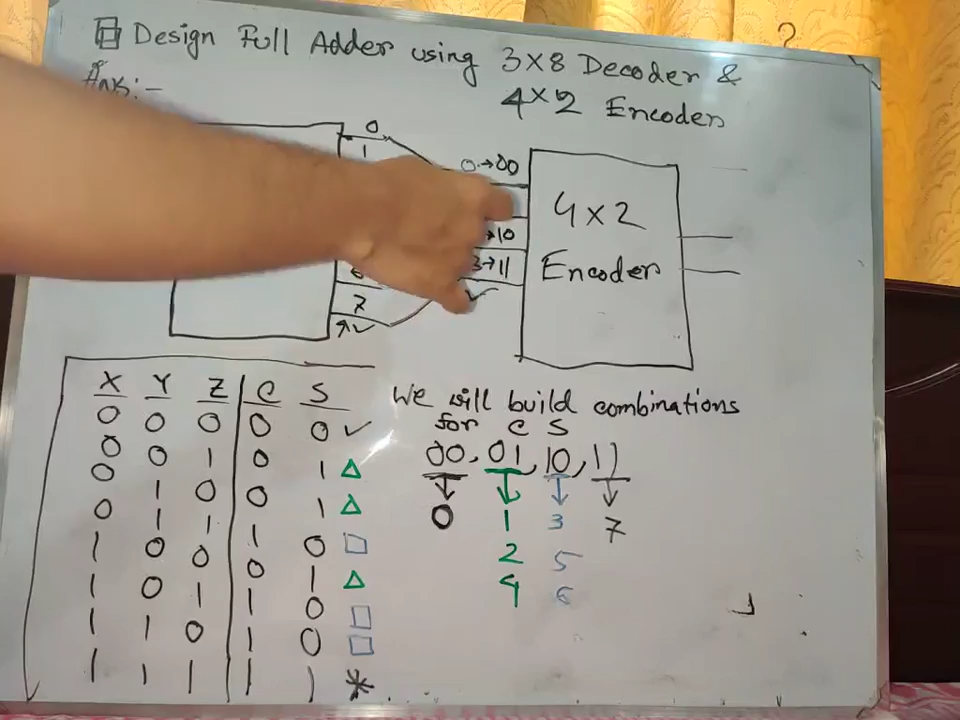 Design Full Adder using 3X8 Decoder &
4X2 Encoder
Ans:-
0
1
0→00
→10
3→11
✓
6
7
↗✓
4x2
Encoder
X Y Z C S
0 0 0 0 0 ✓
0 0 1 0 1 △
0 1 0 0 1 △
0 1 1 1 0 □
1 0 0 0 1 △
1 0 1 1 0 □
1 1 0 1 0 □
1 1 1 1 1 *
We will build combinations
for C S
00, 01, 10, 11
0 1 3 7
2 5
4 6